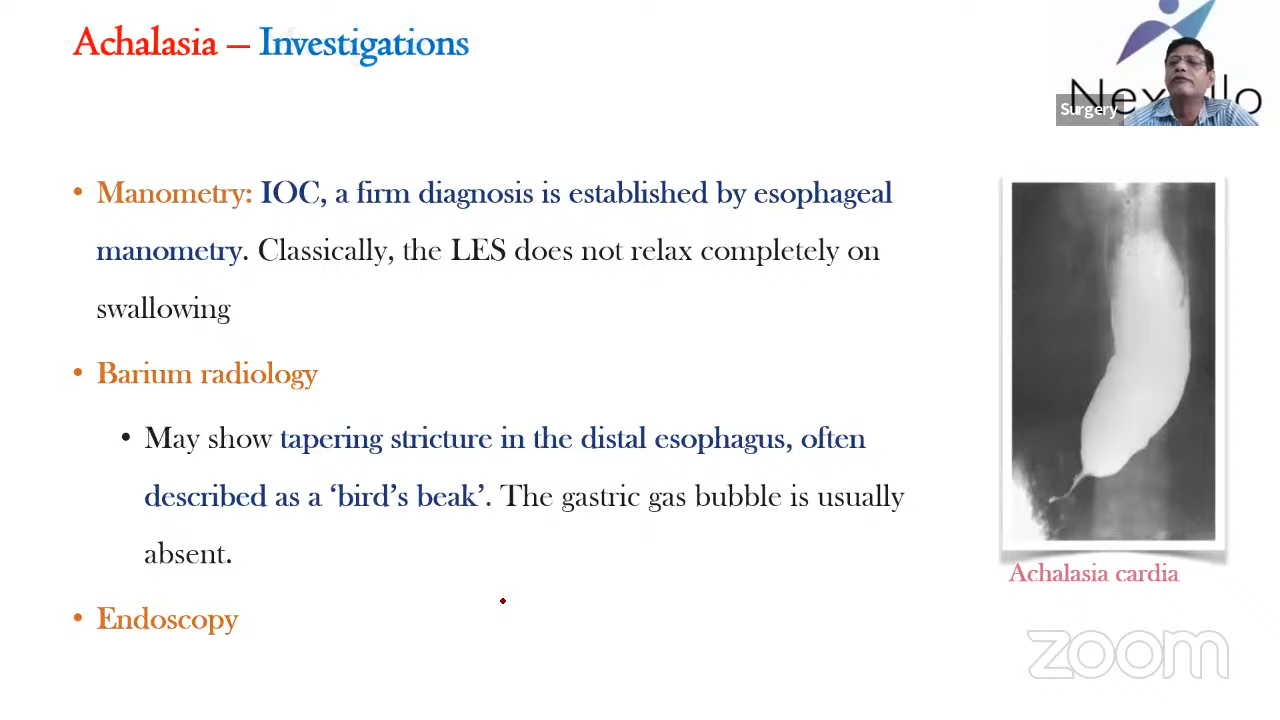 Achalasia – Investigations
Surgery
• Manometry: IOC, a firm diagnosis is established by esophageal
manometry. Classically, the LES does not relax completely on
swallowing
• Barium radiology
• May show tapering stricture in the distal esophagus, often
described as a ‘bird’s beak’. The gastric gas bubble is usually
absent.
• Endoscopy
Achalasia cardia
zoom